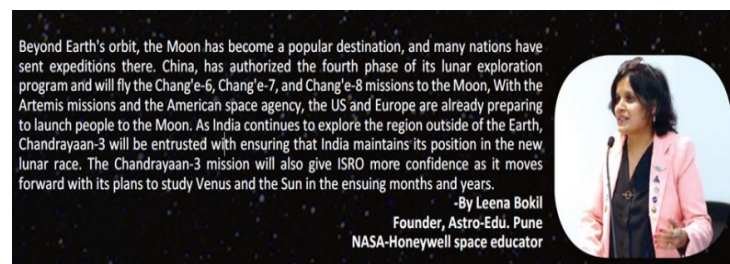 Beyond Earth's orbit, the Moon has become a popular destination, and many nations have
sent expeditions there. China, has authorized the fourth phase of its lunar exploration
program and will fly the Chang'e-6, Chang'e-7, and Chang'e-8 missions to the Moon, With the
Artemis missions and the American space agency, the US and Europe are already preparing
to launch people to the Moon. As India continues to explore the region outside of the Earth,
Chandrayaan-3 will be entrusted with ensuring that India maintains its position in the new
lunar race. The Chandrayaan-3 mission will also give ISRO more confidence as it moves
forward with its plans to study Venus and the Sun in the ensuing months and years.
-By Leena Bokil
Founder, Astro-Edu. Pune
NASA-Honeywell space educator